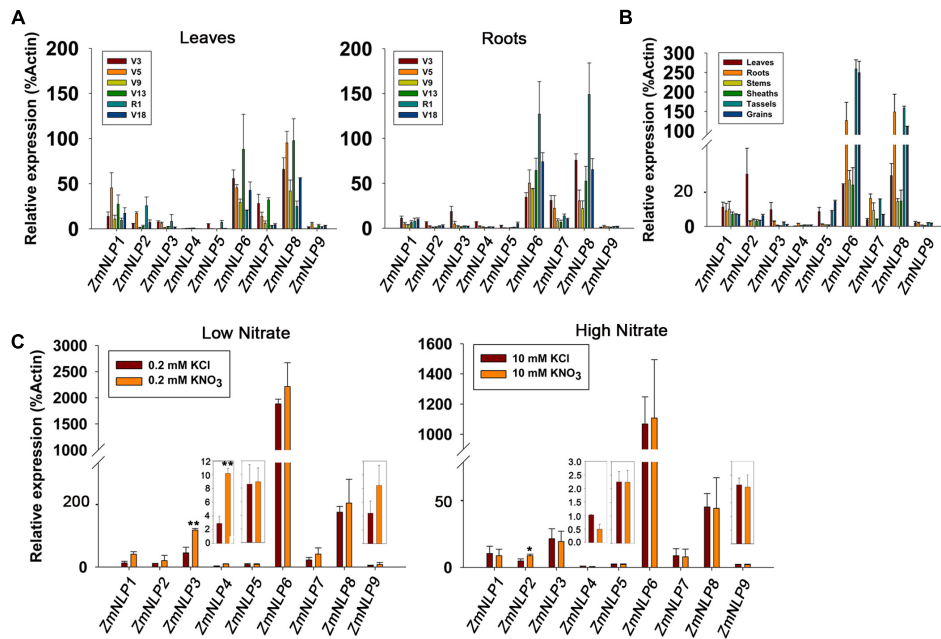 A
Leaves
Relative expression (%Actin)
200
150
100
50
0
V3
V5
V9
V13
R1
V18
ZmNLP1
ZmNLP2
ZmNLP3
ZmNLP4
ZmNLP5
ZmNLP6
ZmNLP7
ZmNLP8
ZmNLP9
Roots
200
150
100
50
0
V3
V5
V9
V13
R1
V18
ZmNLP1
ZmNLP2
ZmNLP3
ZmNLP4
ZmNLP5
ZmNLP6
ZmNLP7
ZmNLP8
ZmNLP9
B
Relative expression (%Actin)
300
250
200
150
100
20
0
Leaves
Roots
Stems
Sheaths
Tassels
Grains
ZmNLP1
ZmNLP2
ZmNLP3
ZmNLP4
ZmNLP5
ZmNLP6
ZmNLP7
ZmNLP8
ZmNLP9
C
Low Nitrate
Relative expression (%Actin)
3000
2500
2000
1500
1000
200
0
0.2 mM KCl
0.2 mM KNO3
12
10
8
6
4
2
0
**
**
ZmNLP1
ZmNLP2
ZmNLP3
ZmNLP4
ZmNLP5
ZmNLP6
ZmNLP7
ZmNLP8
ZmNLP9
High Nitrate
1600
1400
1200
1000
50
0
10 mM KCl
10 mM KNO3
3.0
2.5
2.0
1.5
1.0
0.5
0.0
*
ZmNLP1
ZmNLP2
ZmNLP3
ZmNLP4
ZmNLP5
ZmNLP6
ZmNLP7
ZmNLP8
ZmNLP9